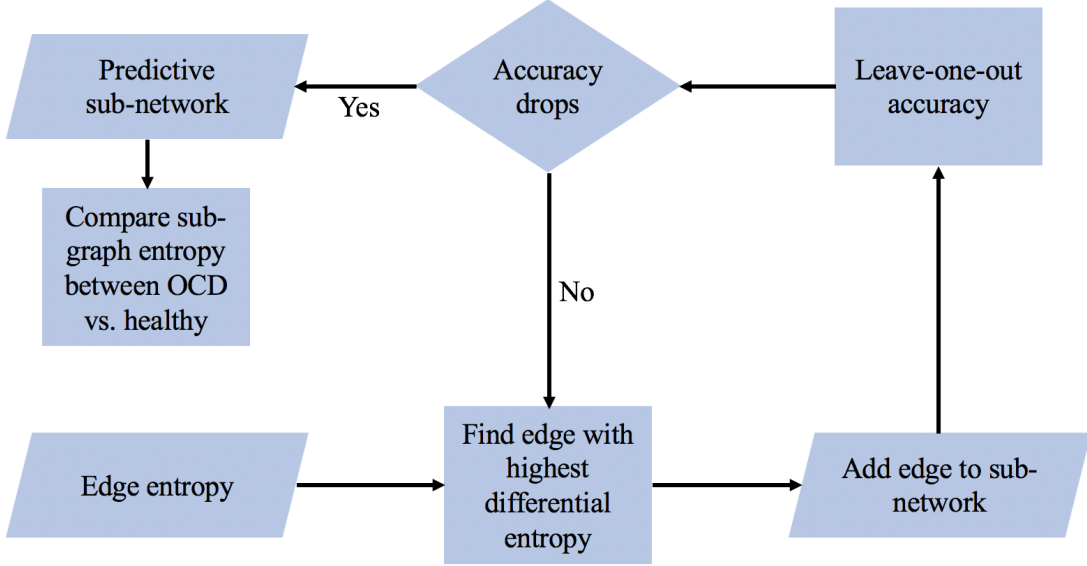 Predictive
sub-network
Accuracy
drops
Leave-one-out
accuracy
Yes
Compare sub-
graph entropy
between OCD
vs. healthy
No
Edge entropy
Find edge with
highest
differential
entropy
Add edge to sub-
network